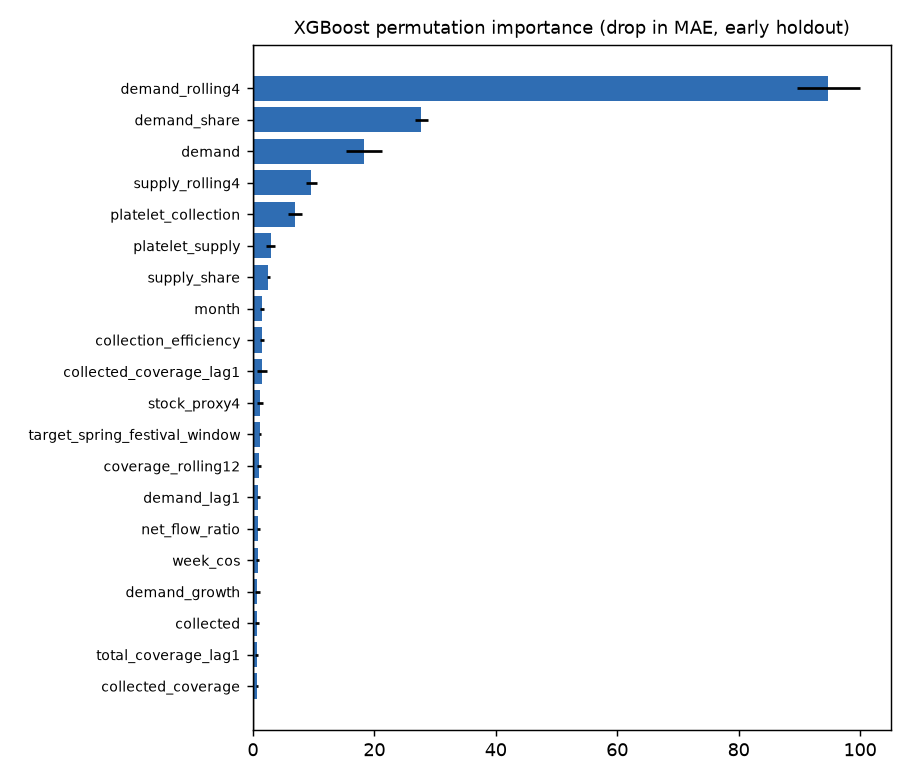 XGBoost permutation importance (drop in MAE, early holdout)
demand_rolling4
demand_share
demand
supply_rolling4
platelet_collection
platelet_supply
supply_share
month
collection_efficiency
collected_coverage_lag1
stock_proxy4
target_spring_festival_window
coverage_rolling12
demand_lag1
net_flow_ratio
week_cos
demand_growth
collected
total_coverage_lag1
collected_coverage
0 20 40 60 80 100